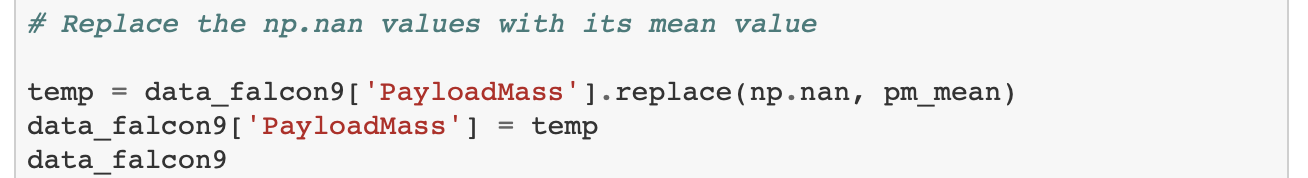 # Replace the np.nan values with its mean value
temp = data_falcon9['PayloadMass'].replace(np.nan, pm_mean)
data_falcon9['PayloadMass'] = temp
data_falcon9